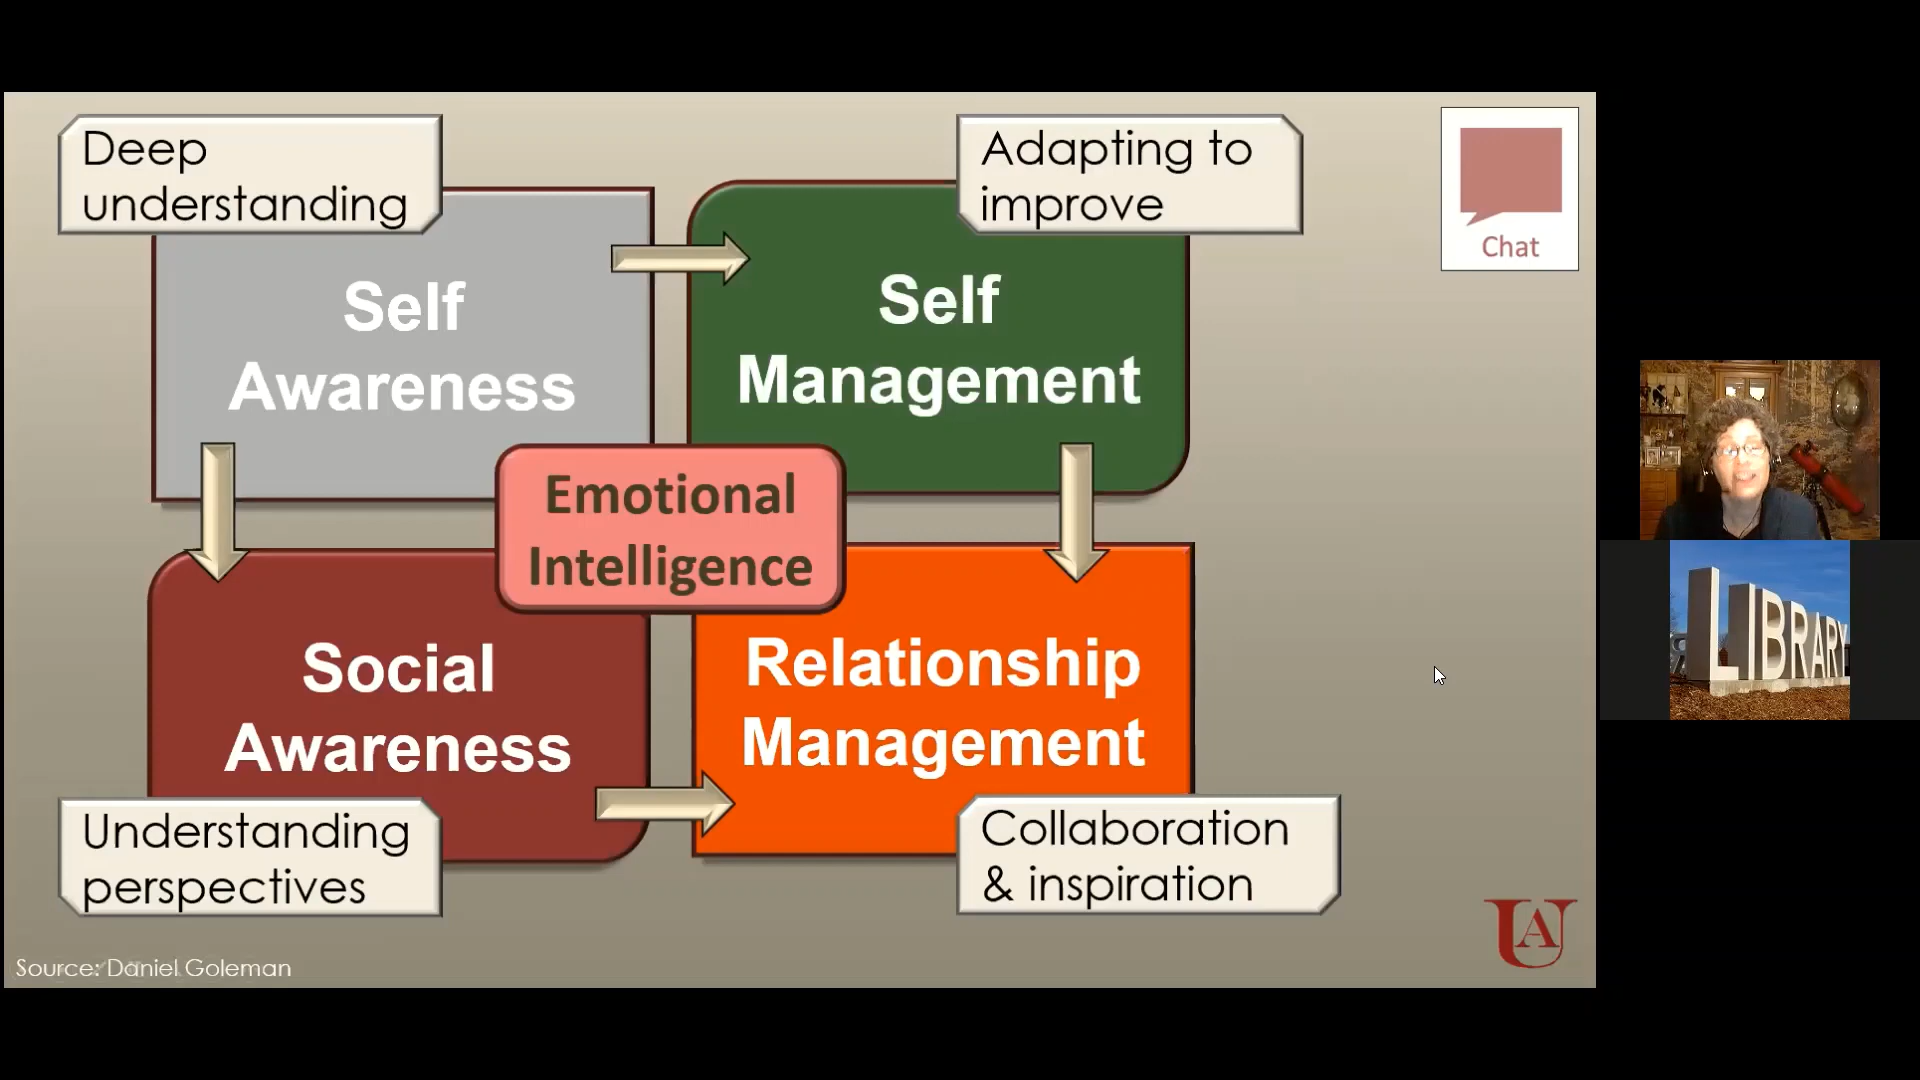 Deep
understanding
Adapting to
improve
Chat
Self
Awareness
Self
Management
Emotional
Intelligence
Social
Awareness
Relationship
Management
Understanding
perspectives
Collaboration
& inspiration
Source: Daniel Goleman
UA
LIBRARY